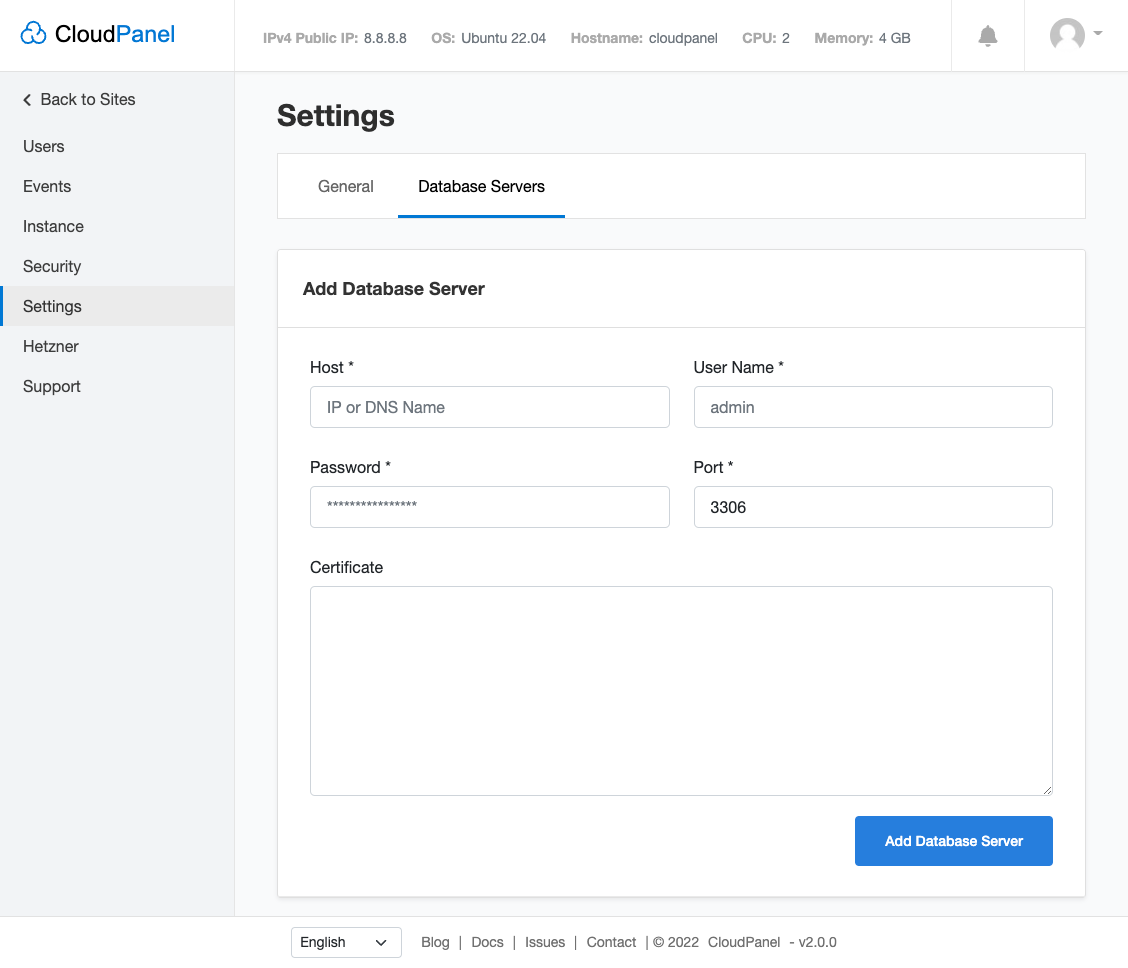 CloudPanel
IPv4 Public IP: 8.8.8.8 OS: Ubuntu 22.04 Hostname: cloudpanel CPU: 2 Memory: 4 GB
Back to Sites
Users
Events
Instance
Security
Settings
Hetzner
Support
Settings
General Database Servers
Add Database Server
Host * User Name *
IP or DNS Name admin
Password * Port *
**************** 3306
Certificate
Add Database Server
English Blog | Docs | Issues | Contact | © 2022 CloudPanel - v2.0.0